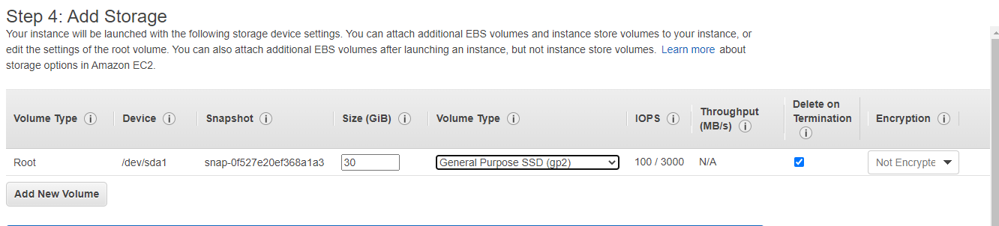 Step 4: Add Storage
Your instance will be launched with the following storage device settings. You can attach additional EBS volumes and instance store volumes to your instance, or
edit the settings of the root volume. You can also attach additional EBS volumes after launching an instance, but not instance store volumes. Learn more about
storage options in Amazon EC2.
Volume Type i Device i Snapshot i Size (GiB) i Volume Type i IOPS i Throughput (MB/s) i Delete on Termination i Encryption i
Root /dev/sda1 snap-0f527e20ef368a1a3 30 General Purpose SSD (gp2) 100 / 3000 N/A Not Encrypte
Add New Volume